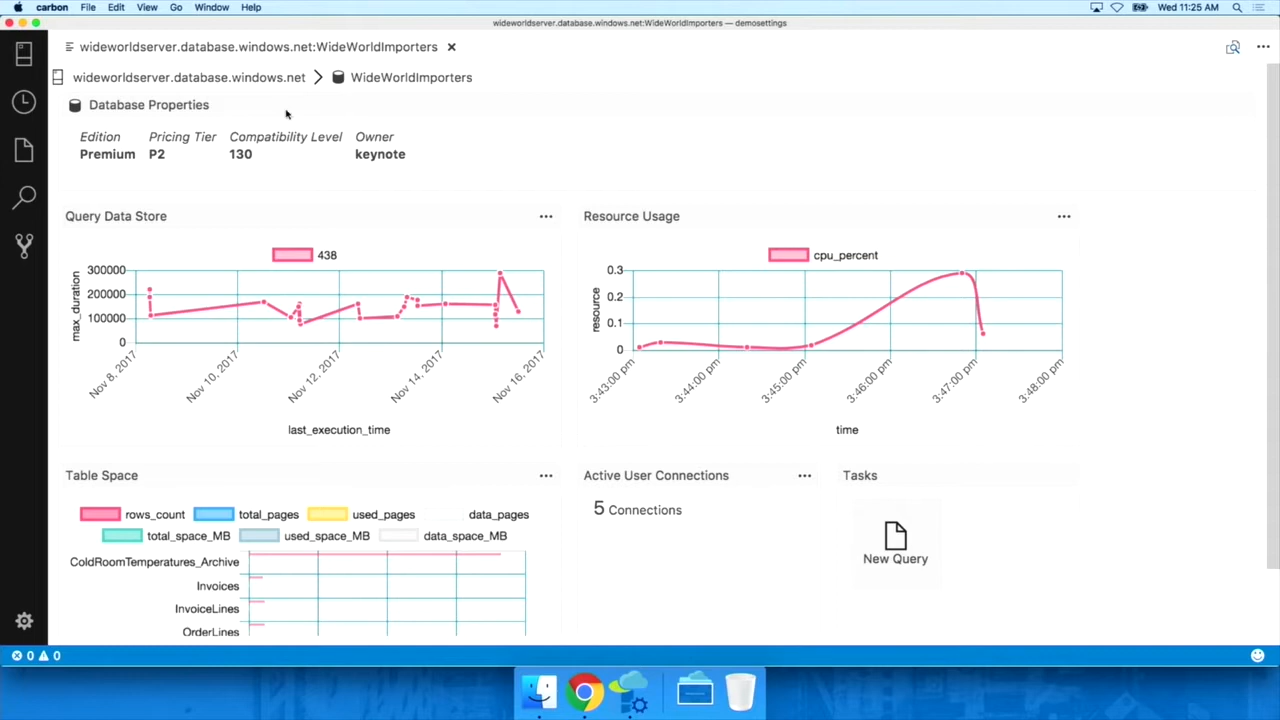 carbon File Edit View Go Window Help Wed 11:25 AM
wideworldserver.database.windows.net:WideWorldImporters — demosettings
wideworldserver.database.windows.net:WideWorldImporters
wideworldserver.database.windows.net WideWorldImporters
Database Properties
Edition Pricing Tier Compatibility Level Owner
Premium P2 130 keynote
Query Data Store
438
max_duration
300000
200000
100000
0
Nov 8, 2017 Nov 10, 2017 Nov 12, 2017 Nov 14, 2017 Nov 16, 2017
last_execution_time
Resource Usage
cpu_percent
resource
0.3
0.2
0.1
0
3:43:00 pm 3:44:00 pm 3:45:00 pm 3:46:00 pm 3:47:00 pm 3:48:00 pm
time
Table Space
rows_count total_pages used_pages data_pages
total_space_MB used_space_MB data_space_MB
ColdRoomTemperatures_Archive
Invoices
InvoiceLines
OrderLines
Active User Connections
5 Connections
Tasks
New Query
0 0